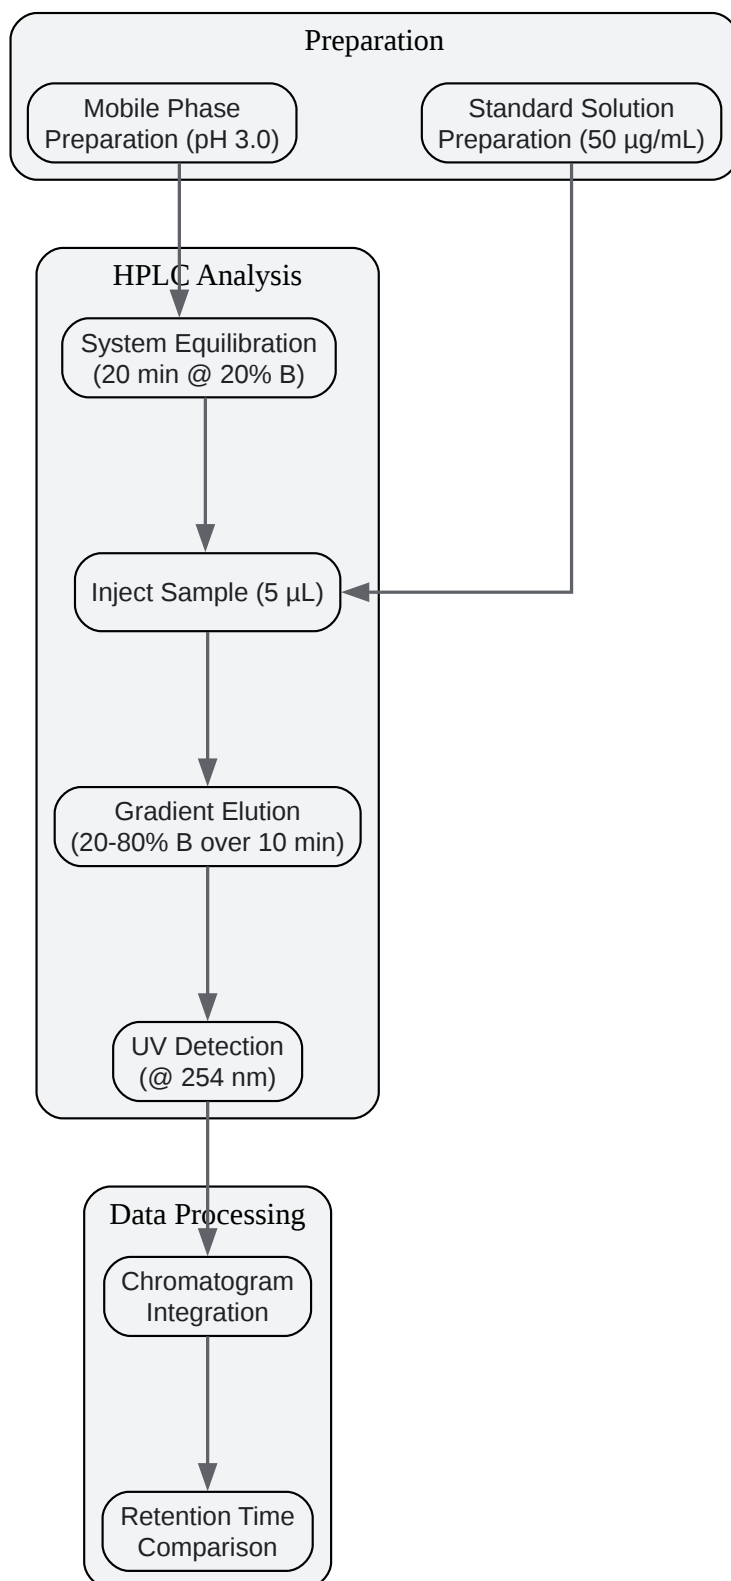 Preparation
Mobile Phase
Preparation (pH 3.0)
Standard Solution
Preparation (50 µg/mL)
HPLC Analysis
System Equilibration
(20 min @ 20% B)
Inject Sample (5 µL)
Gradient Elution
(20-80% B over 10 min)
UV Detection
(@ 254 nm)
Data Processing
Chromatogram
Integration
Retention Time
Comparison